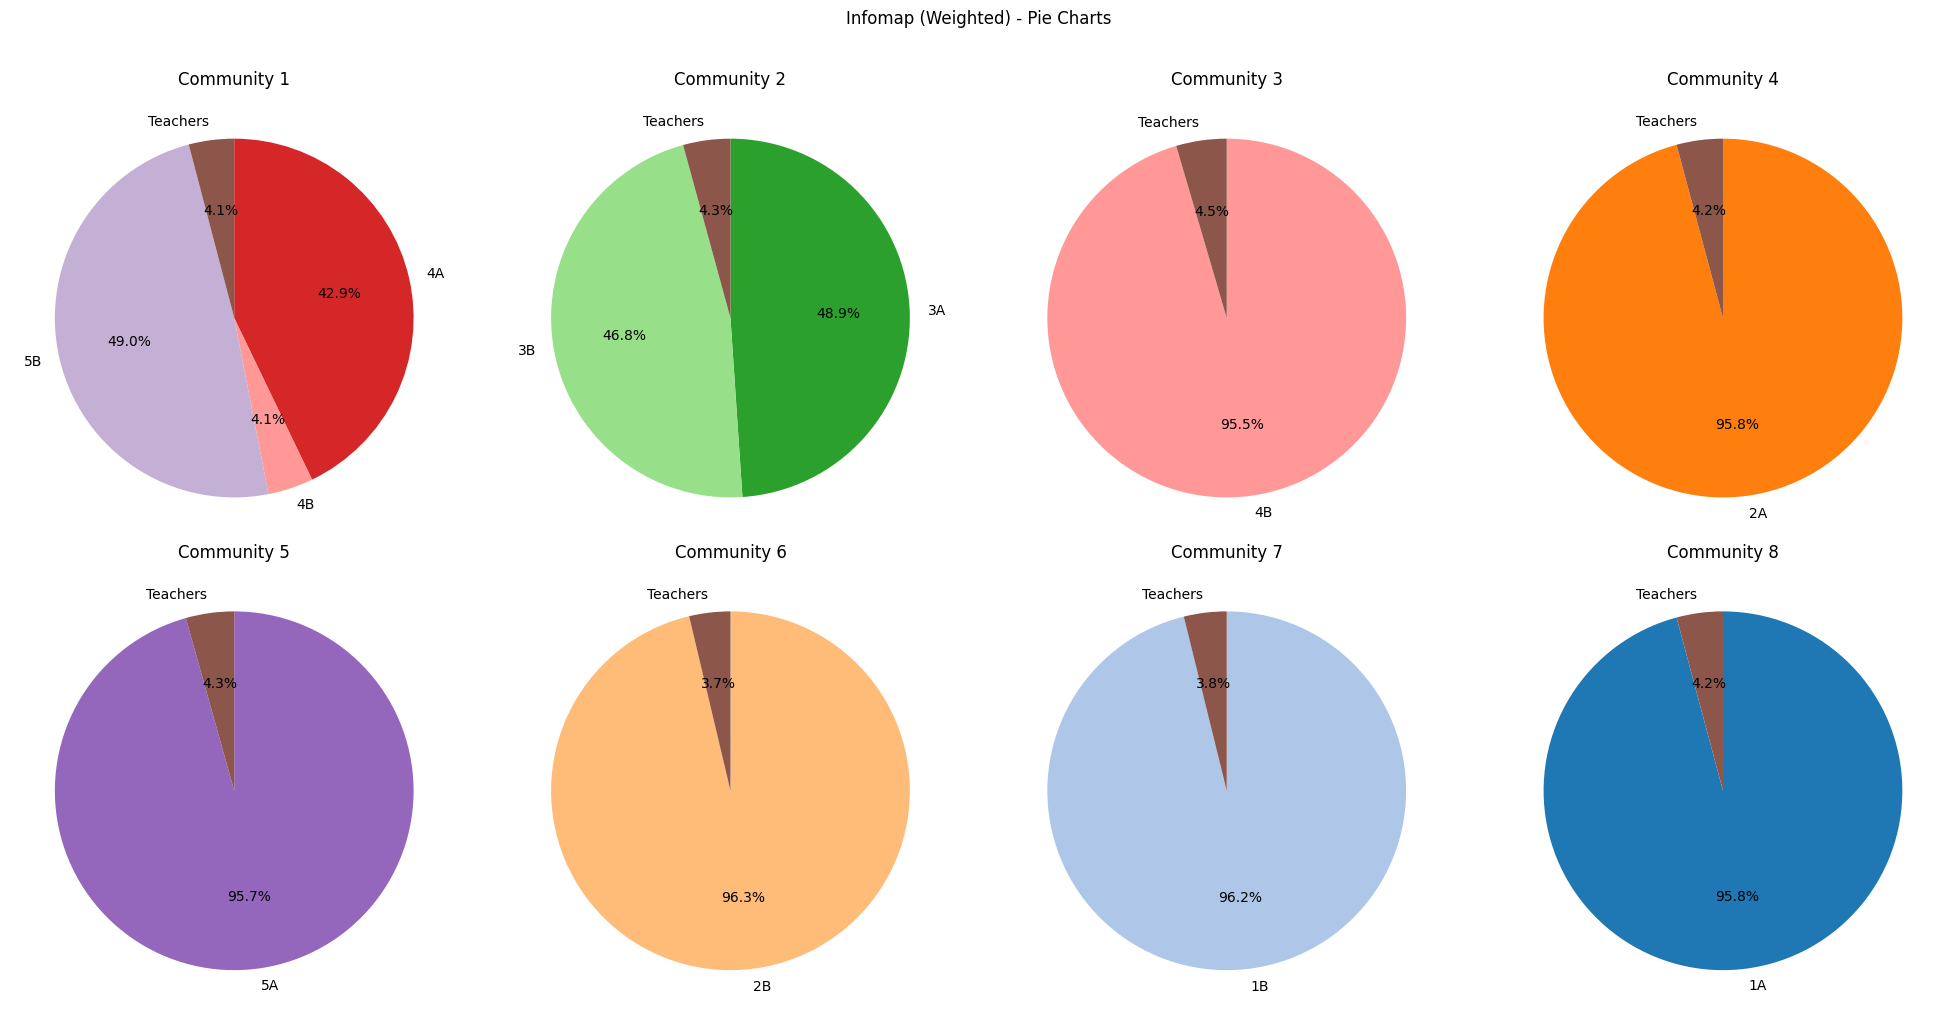 Infomap (Weighted) - Pie Charts
Community 1
Teachers
4.1%
4A
42.9%
49.0%
5B
4.1%
4B
Community 2
Teachers
4.3%
3A
48.9%
46.8%
3B
Community 3
Teachers
4.5%
95.5%
4B
Community 4
Teachers
4.2%
95.8%
2A
Community 5
Teachers
4.3%
95.7%
5A
Community 6
Teachers
3.7%
96.3%
2B
Community 7
Teachers
3.8%
96.2%
1B
Community 8
Teachers
4.2%
95.8%
1A